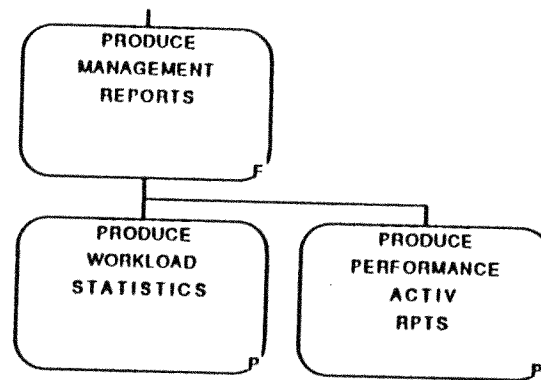 PRODUCE
MANAGEMENT
REPORTS
F
PRODUCE
WORKLOAD
STATISTICS
P
PRODUCE
PERFORMANCE
ACTIV
RPTS
P